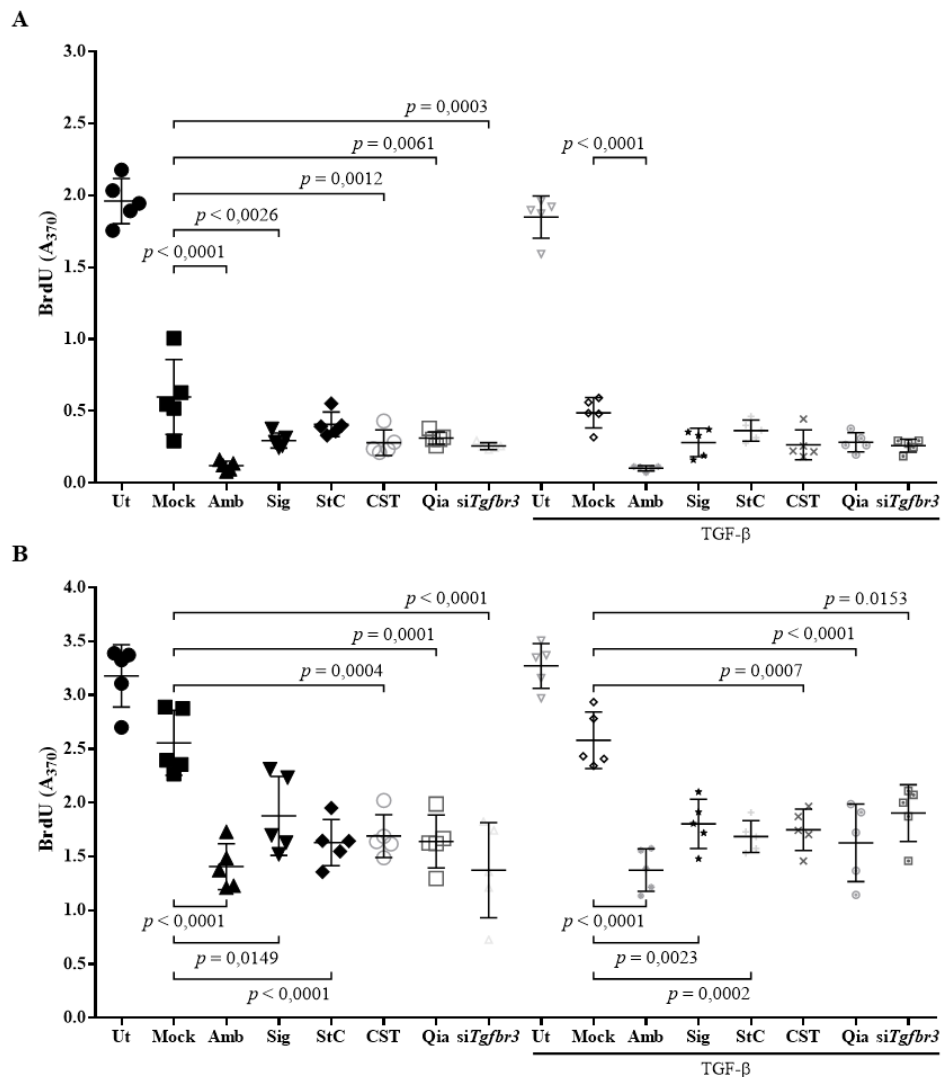 A
3.0
2.5
2.0
1.5
1.0
0.5
0.0
BrdU (A370)
p = 0,0003
p = 0,0061
p < 0,0001
p = 0,0012
p < 0,0026
p < 0,0001
Ut Mock Amb Sig StC CST Qia siTgfbr3 Ut Mock Amb Sig StC CST Qia siTgfbr3
TGF-β
B
4.0
3.5
3.0
2.5
2.0
1.5
1.0
0.5
0.0
BrdU (A370)
p < 0,0001
p = 0.0153
p = 0,0001
p < 0,0001
p = 0,0004
p = 0,0007
p < 0,0001
p < 0,0001
p = 0,0149
p = 0,0023
p < 0,0001
p = 0,0002
Ut Mock Amb Sig StC CST Qia siTgfbr3 Ut Mock Amb Sig StC CST Qia siTgfbr3
TGF-β